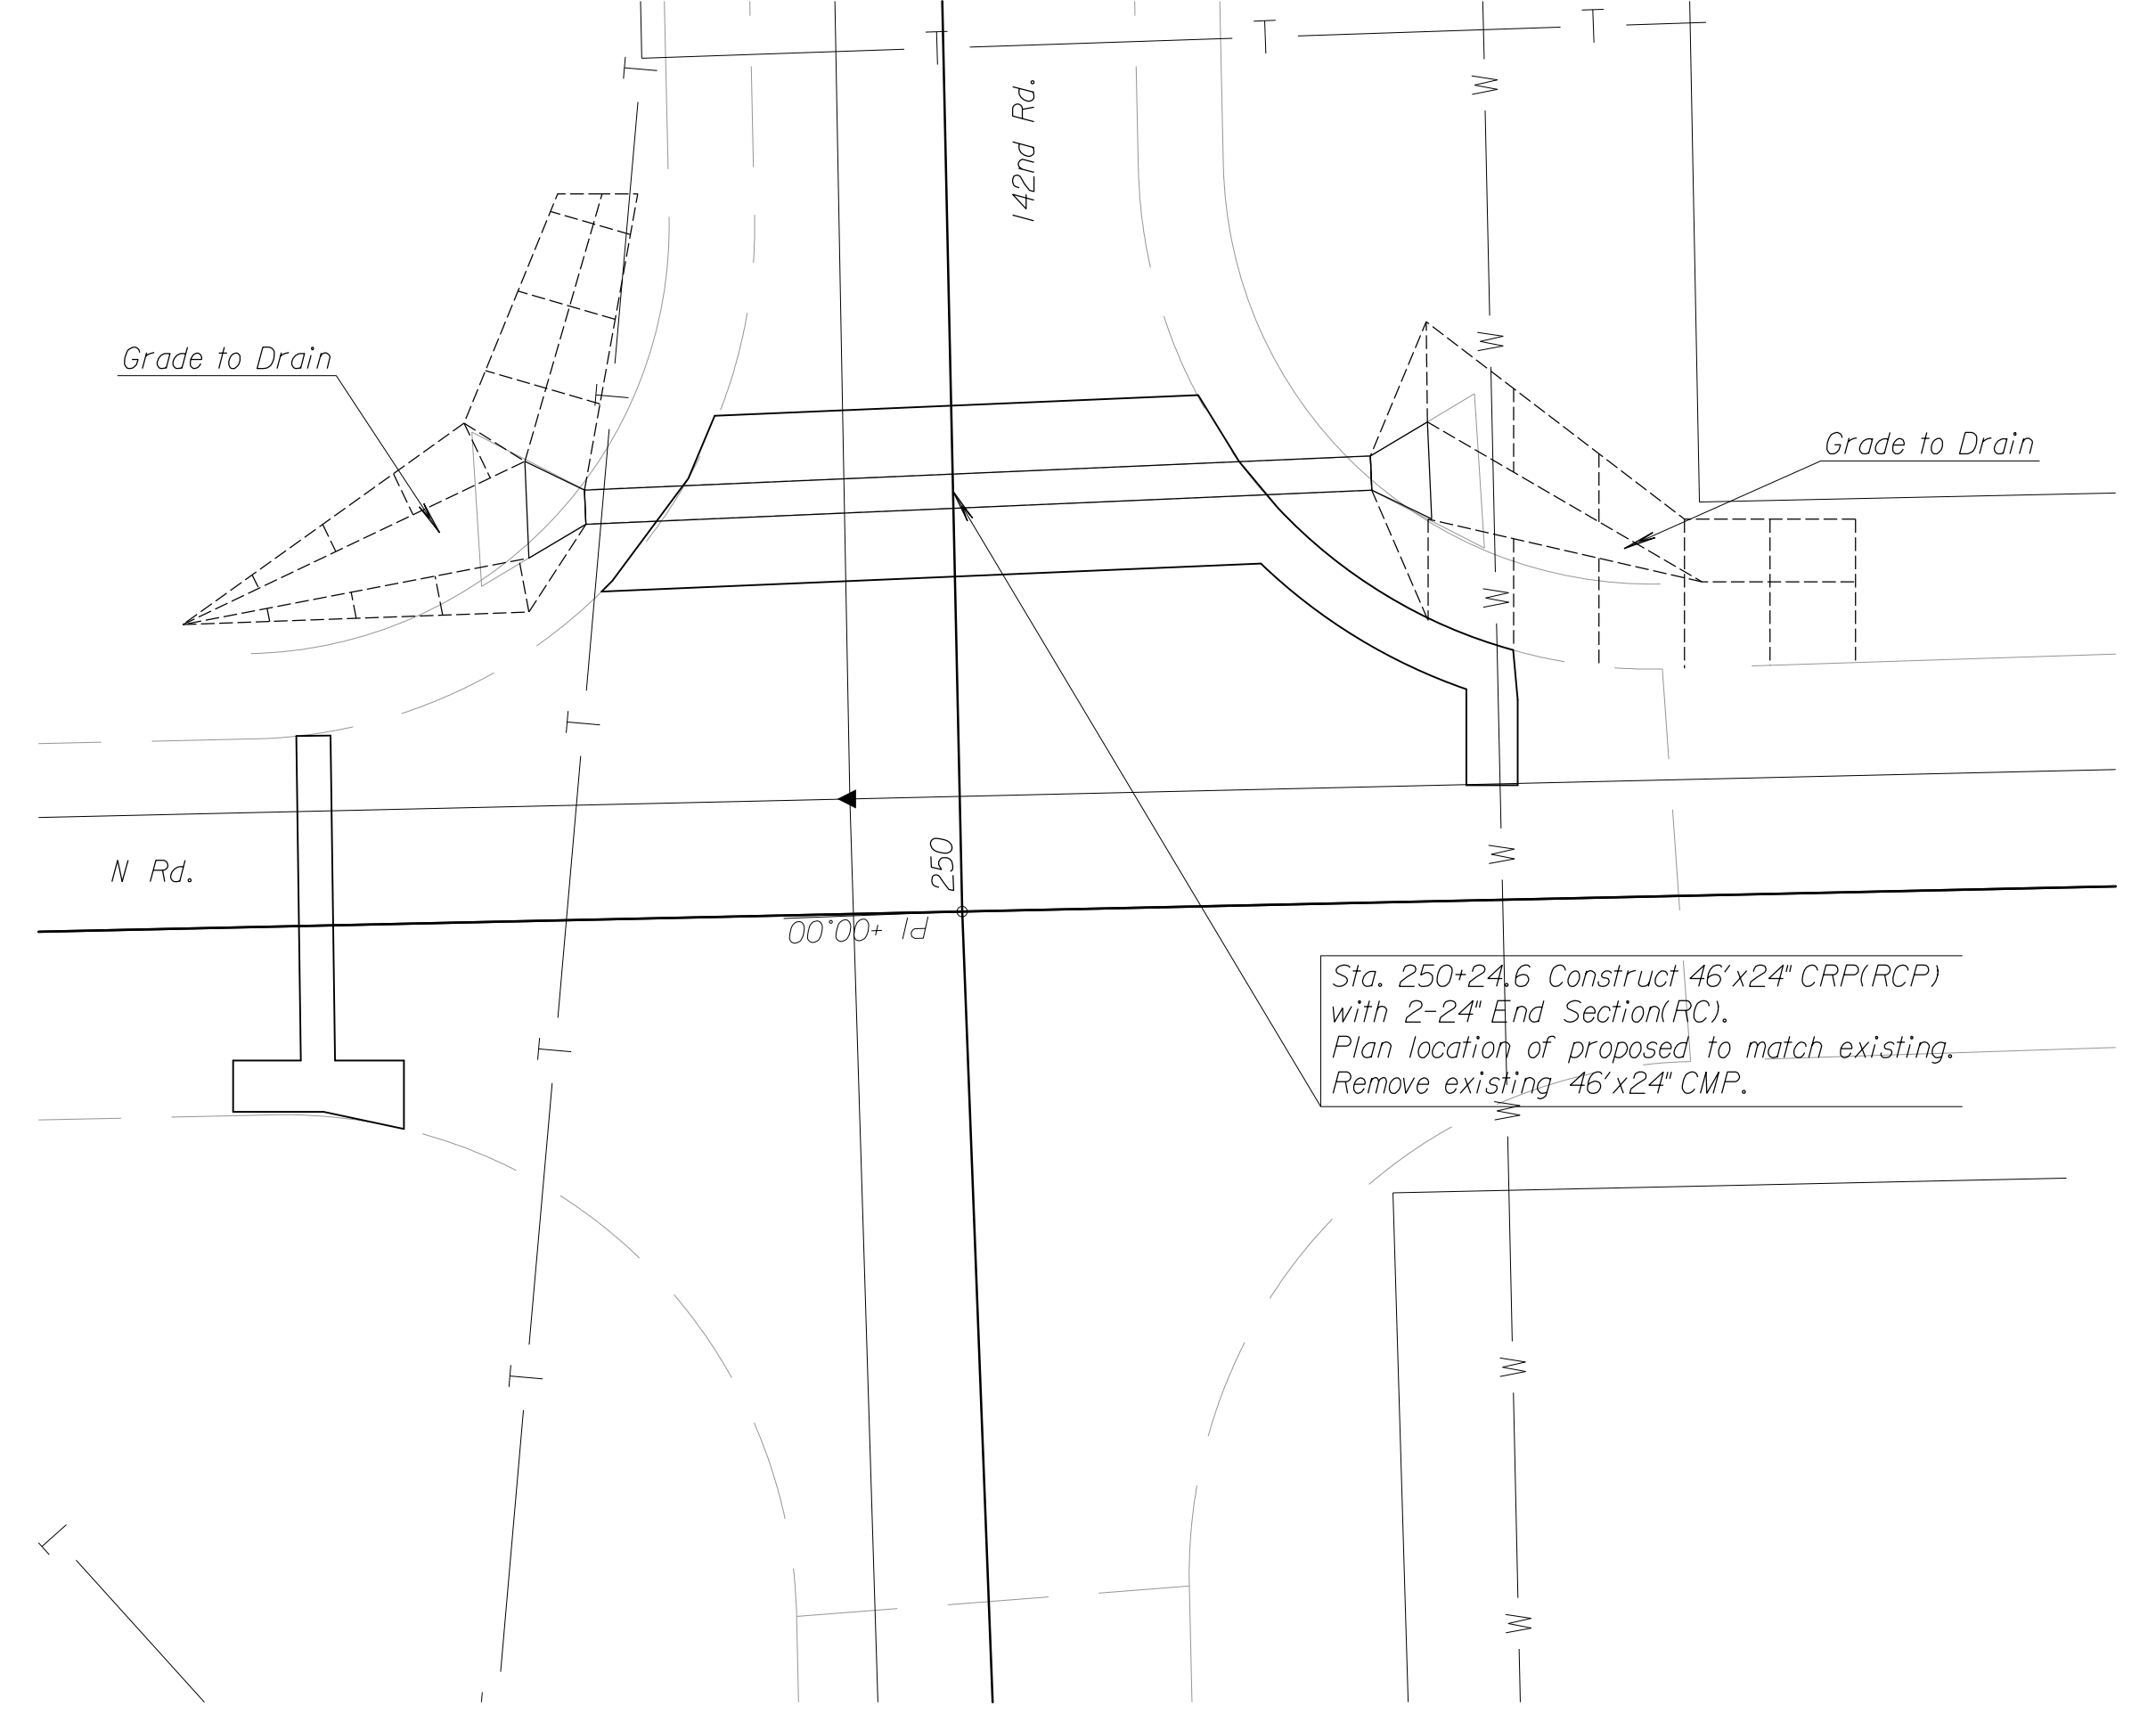 T
T
T
T
W
142nd Rd.
W
Grade to Drain
T
Grade to Drain
W
T
W
250
N Rd.
PI +00.00
Sta. 250+24.6 Construct 46'x24" CRP(RCP)
with 2-24" End Section(RC).
Plan location of proposed to match existing.
Remove existing 46'x24" CMP.
T
W
W
T
T
W